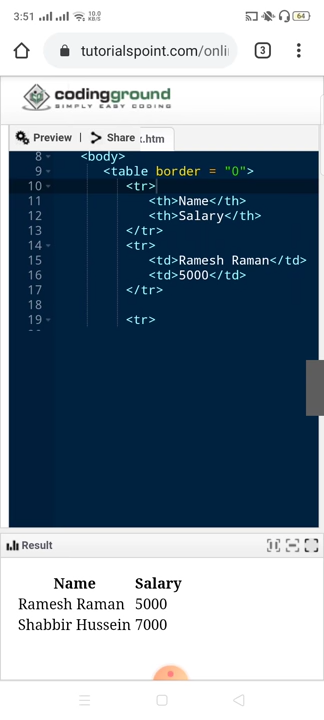 3:51 10.0 KB/S 64
tutorialspoint.com/onli 3
codingground
SIMPLY EASY CODING
Preview | Share :.htm
8 <body>
9 <table border = "0">
10 <tr>
11 <th>Name</th>
12 <th>Salary</th>
13 </tr>
14 <tr>
15 <td>Ramesh Raman</td>
16 <td>5000</td>
17 </tr>
18
19 <tr>
Result
Name Salary
Ramesh Raman 5000
Shabbir Hussein 7000